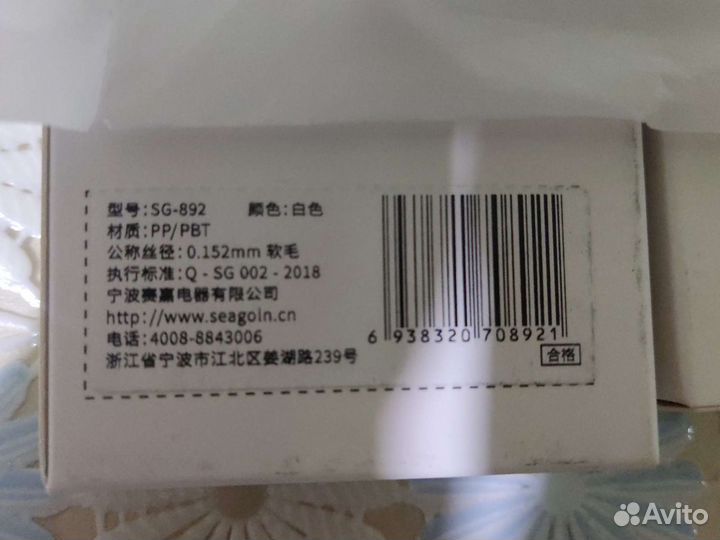 型号:SG-892 颜色:白色
材质:PP/PBT
公称丝径:0.152mm 软毛
执行标准:Q - SG 002 - 2018
宁波赛嘉电器有限公司
http://www.seagoin.cn
电话:4008-8843006
浙江省宁波市江北区姜湖路239号
6 938320 708921
合格
Avito